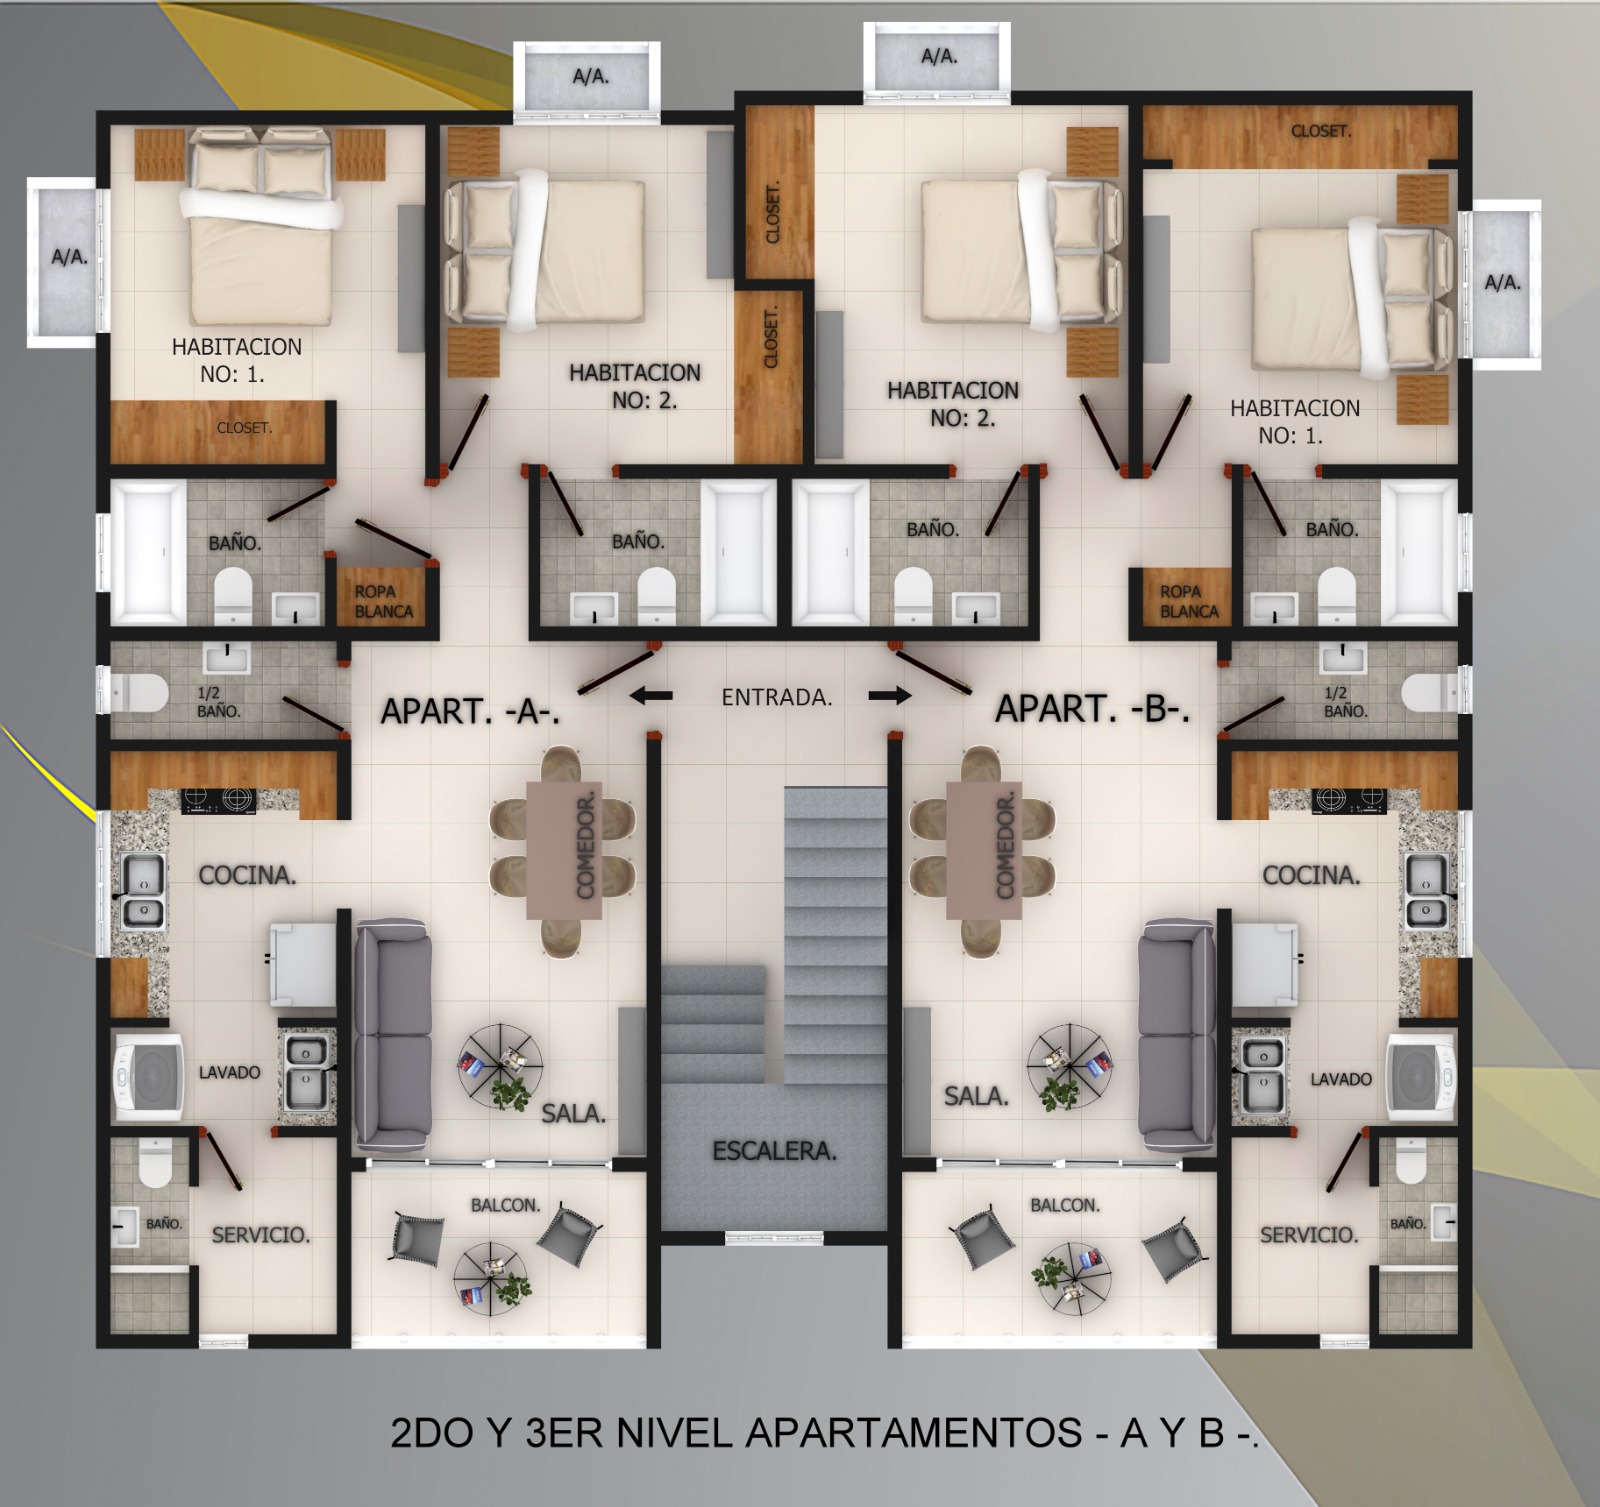 A/A.
A/A.
CLOSET.
CLOSET.
A/A.
A/A.
CLOSET.
HABITACION
NO: 1.
HABITACION
NO: 2.
HABITACION
NO: 2.
HABITACION
NO: 1.
CLOSET.
BAÑO.
BAÑO.
BAÑO.
BAÑO.
ROPA
BLANCA
ROPA
BLANCA
1/2
BAÑO.
APART. -A-.
ENTRADA.
APART. -B-.
1/2
BAÑO.
COMEDOR.
COMEDOR.
COCINA.
COCINA.
LAVADO
LAVADO
SALA.
SALA.
ESCALERA.
BALCON.
BALCON.
BAÑO.
SERVICIO.
SERVICIO.
BAÑO.
2DO Y 3ER NIVEL APARTAMENTOS - A Y B -.